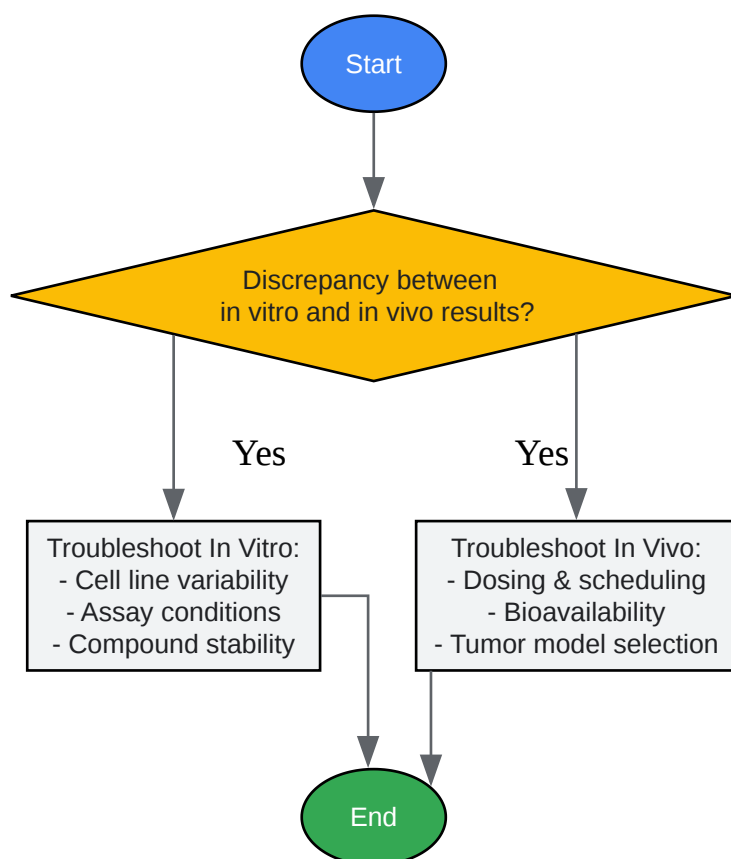 Start
Discrepancy between
in vitro and in vivo results?
Yes
Yes
Troubleshoot In Vitro:
- Cell line variability
- Assay conditions
- Compound stability
Troubleshoot In Vivo:
- Dosing & scheduling
- Bioavailability
- Tumor model selection
End